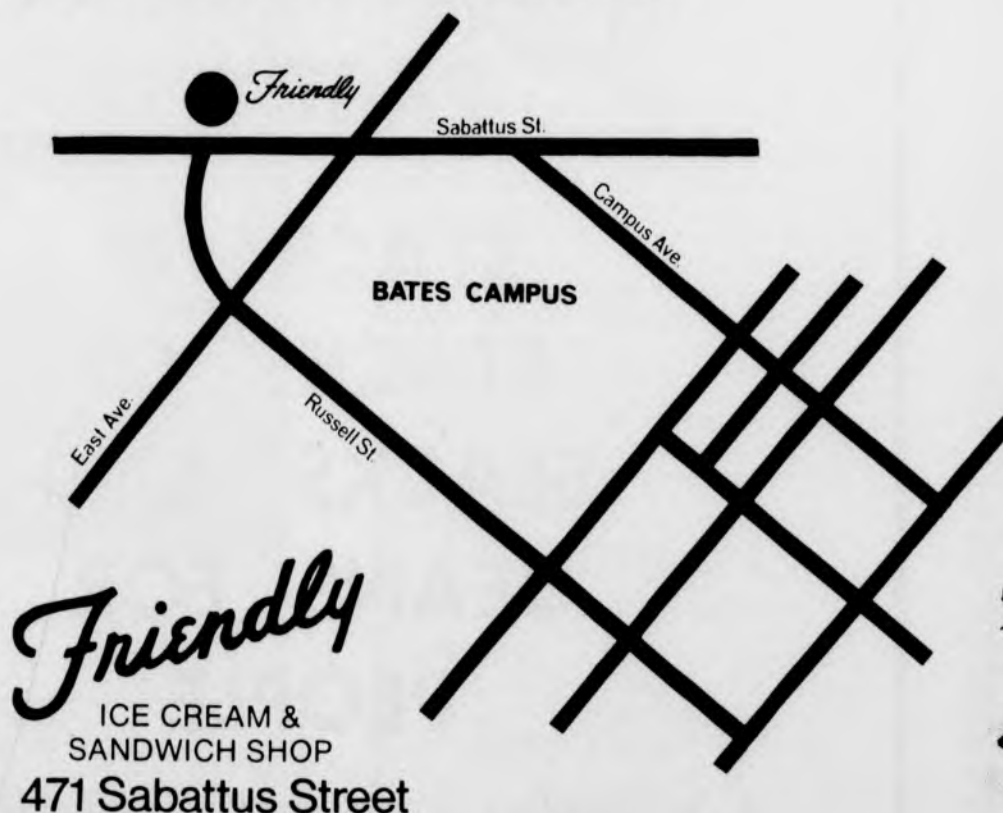 Friendly
Sabattus St.
Campus Ave.
BATES CAMPUS
East Ave.
Russell St.
Friendly
ICE CREAM &
SANDWICH SHOP
471 Sabattus Street